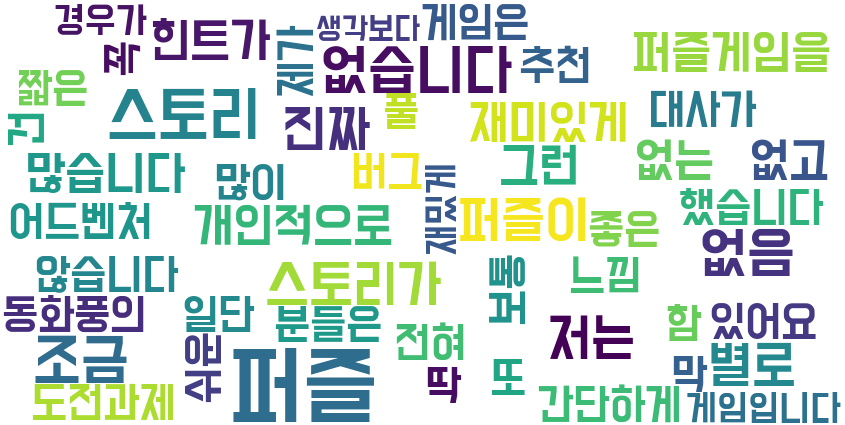 경우가 힌트가 생각보다 게임은
폭 제가 없습니다 추천 퍼즐게임을
짧은 스토리 진짜 풀 재미있게 대사가
건 많습니다 많이 버그 그런 없는 없고
어드벤처 개인적으로 재밌게 퍼즐이 좋은 했습니다
않습니다 스토리가 보통 느낌 없음
동화풍의 일단 분들은 전혀 저는 함 있어요
조금 쉬운 퍼즐 딱 또 막 별로
도전과제 간단하게 게임입니다